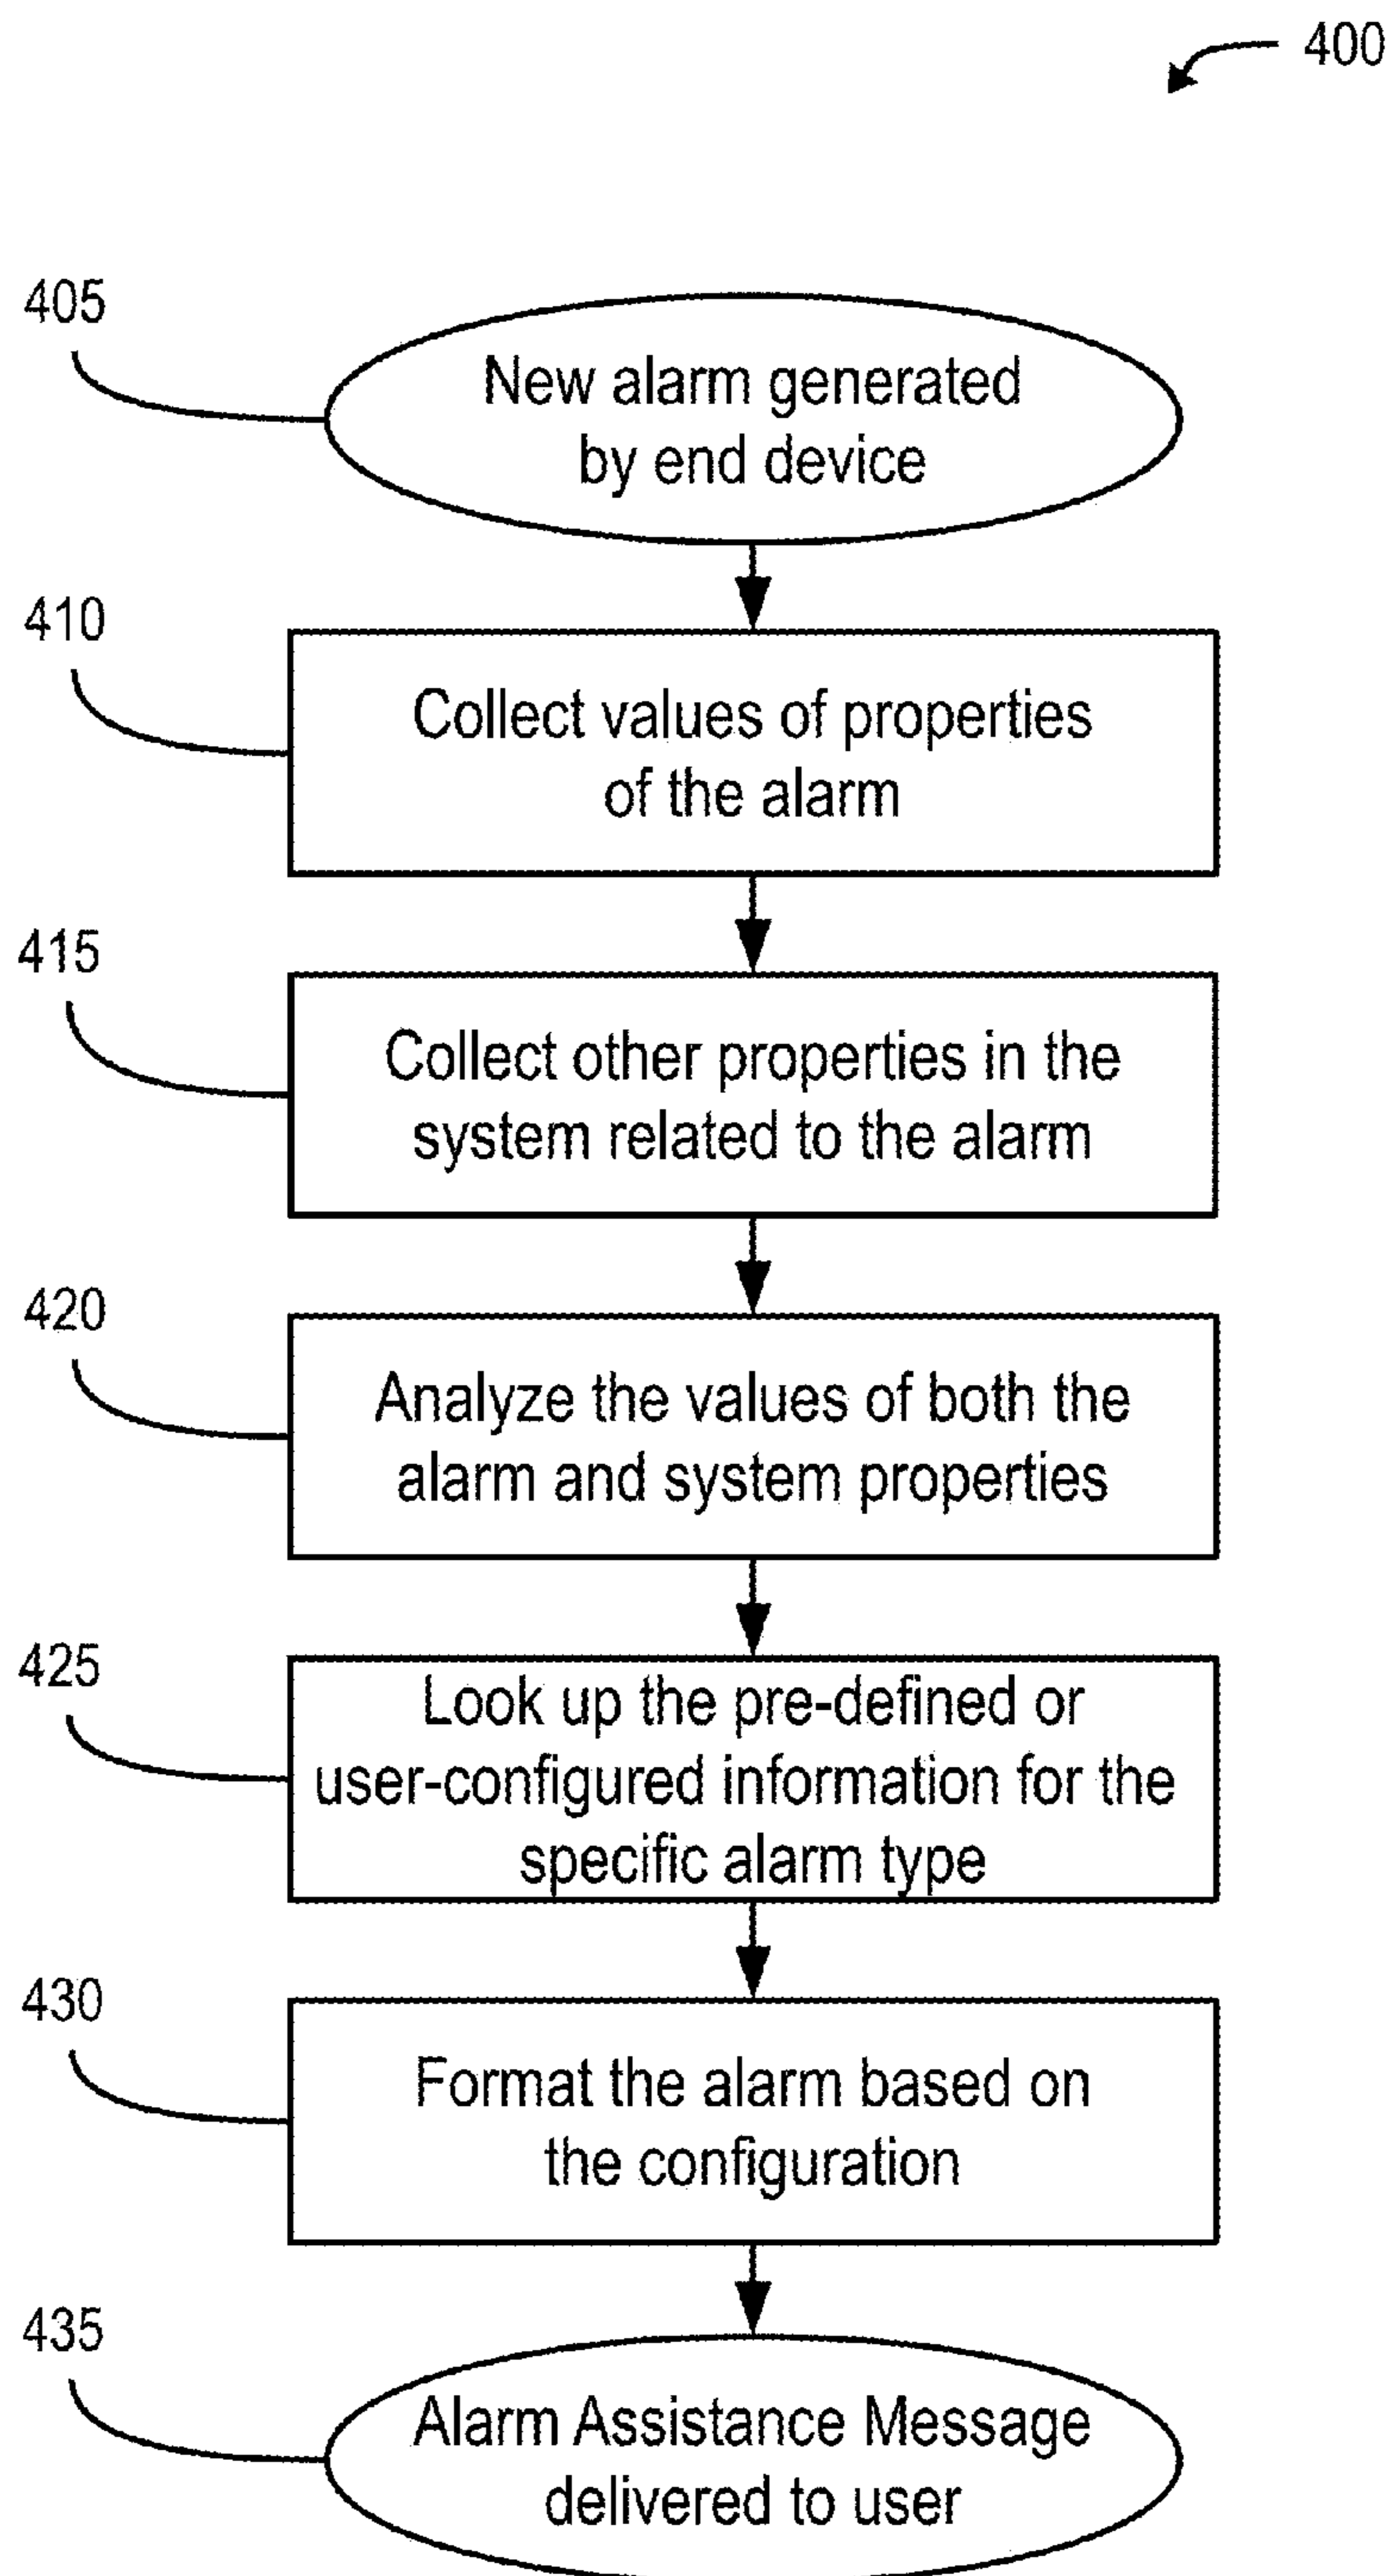 400
405
New alarm generated
by end device
410
Collect values of properties
of the alarm
415
Collect other properties in the
system related to the alarm
420
Analyze the values of both the
alarm and system properties
425
Look up the pre-defined or
user-configured information for the
specific alarm type
430
Format the alarm based on
the configuration
435
Alarm Assistance Message
delivered to user